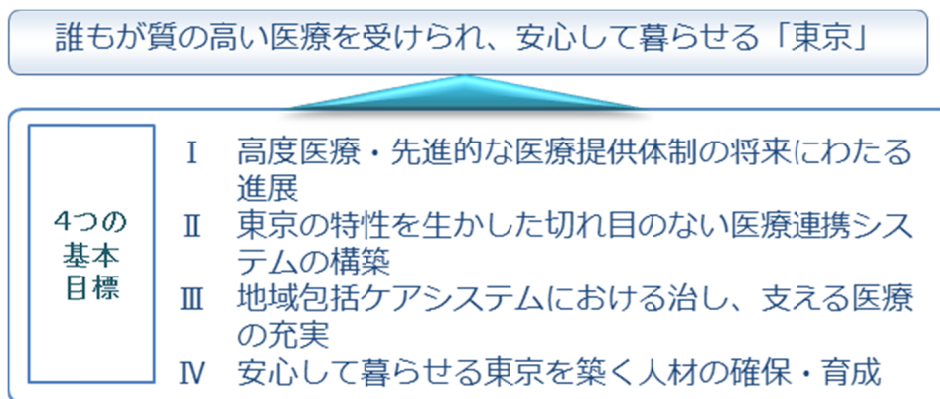 誰もが質の高い医療を受けられ、安心して暮らせる「東京」
4つの
基本
目標
Ⅰ 高度医療・先進的な医療提供体制の将来にわたる
進展
Ⅱ 東京の特性を生かした切れ目のない医療連携シス
テムの構築
Ⅲ 地域包括ケアシステムにおける治し、支える医療
の充実
Ⅳ 安心して暮らせる東京を築く人材の確保・育成